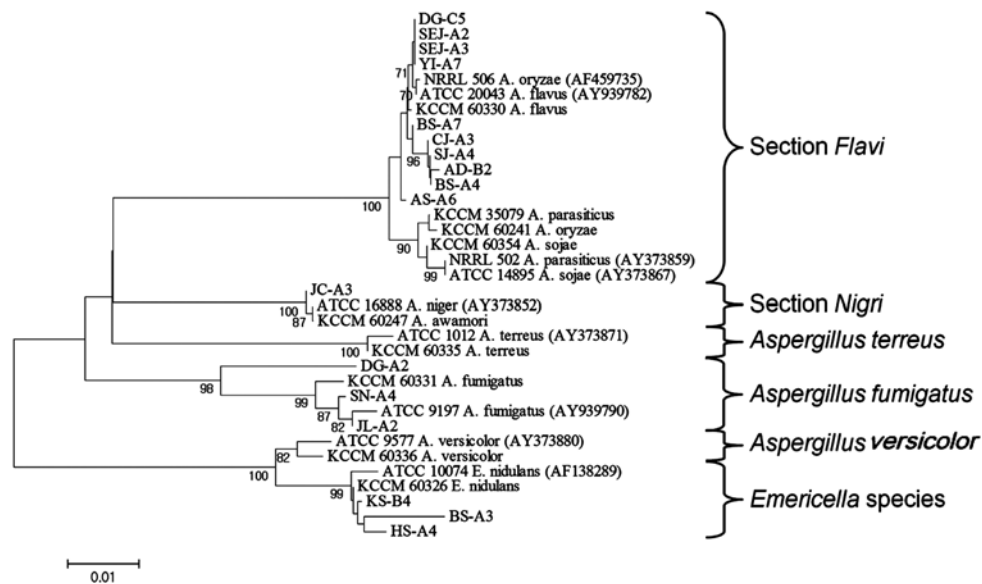 DG-C5
SEJ-A2
SEJ-A3
YI-A7
71
NRRL 506 A. oryzae (AF459735)
70
ATCC 20043 A. flavus (AY939782)
KCCM 60330 A. flavus
BS-A7
CJ-A3
SJ-A4
96
AD-B2
BS-A4
AS-A6
100
KCCM 35079 A. parasiticus
KCCM 60241 A. oryzae
90
KCCM 60354 A. sojae
NRRL 502 A. parasiticus (AY373859)
99
ATCC 14895 A. sojae (AY373867)
JC-A3
100
ATCC 16888 A. niger (AY373852)
87
KCCM 60247 A. awamori
ATCC 1012 A. terreus (AY373871)
100
KCCM 60335 A. terreus
DG-A2
98
KCCM 60331 A. fumigatus
99
SN-A4
87
ATCC 9197 A. fumigatus (AY939790)
82
JL-A2
ATCC 9577 A. versicolor (AY373880)
82
KCCM 60336 A. versicolor
100
ATCC 10074 E. nidulans (AF138289)
99
KCCM 60326 E. nidulans
KS-B4
BS-A3
HS-A4
Section Flavi
Section Nigri
Aspergillus terreus
Aspergillus fumigatus
Aspergillus versicolor
Emericella species
0.01